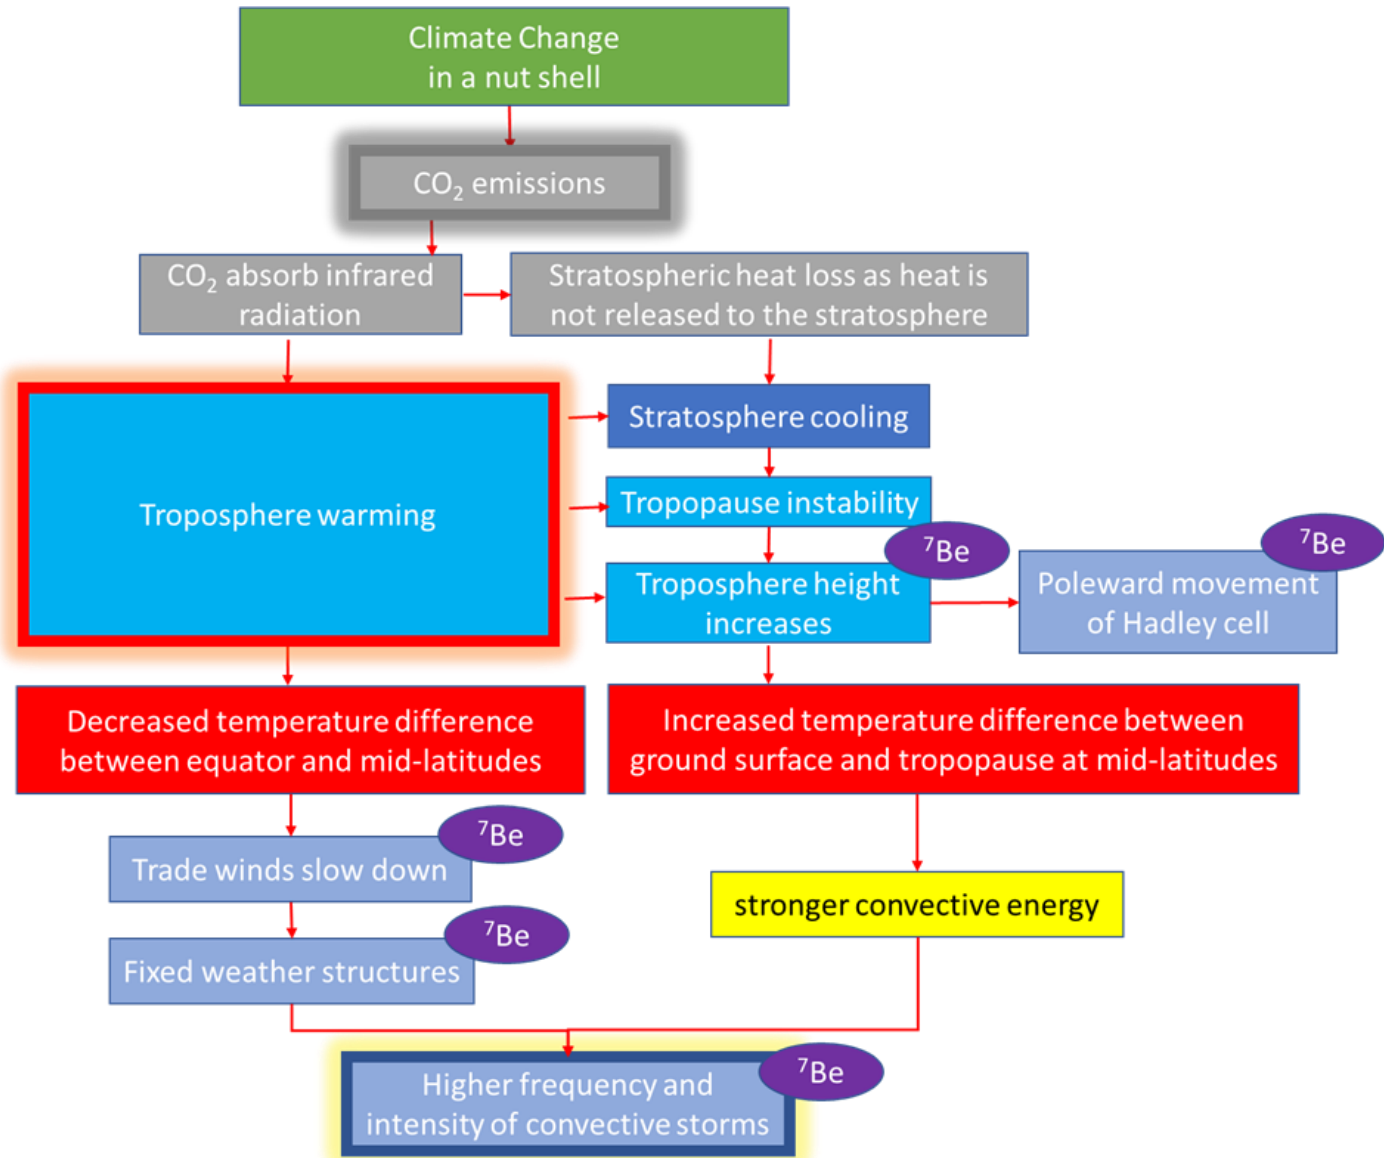 Climate Change
in a nut shell
CO₂ emissions
CO₂ absorb infrared
radiation
Stratospheric heat loss as heat is
not released to the stratosphere
Troposphere warming
Stratosphere cooling
Tropopause instability
⁷Be
Troposphere height
increases
⁷Be
Poleward movement
of Hadley cell
Decreased temperature difference
between equator and mid-latitudes
Increased temperature difference between
ground surface and tropopause at mid-latitudes
⁷Be
Trade winds slow down
stronger convective energy
⁷Be
Fixed weather structures
⁷Be
Higher frequency and
intensity of convective storms